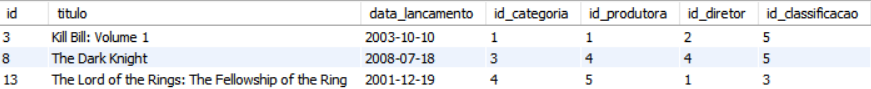 id titulo data_lancamento id_categoria id_produtora id_diretor id_classificacao
3 Kill Bill: Volume 1 2003-10-10 1 1 2 5
8 The Dark Knight 2008-07-18 3 4 4 5
13 The Lord of the Rings: The Fellowship of the Ring 2001-12-19 4 5 1 3